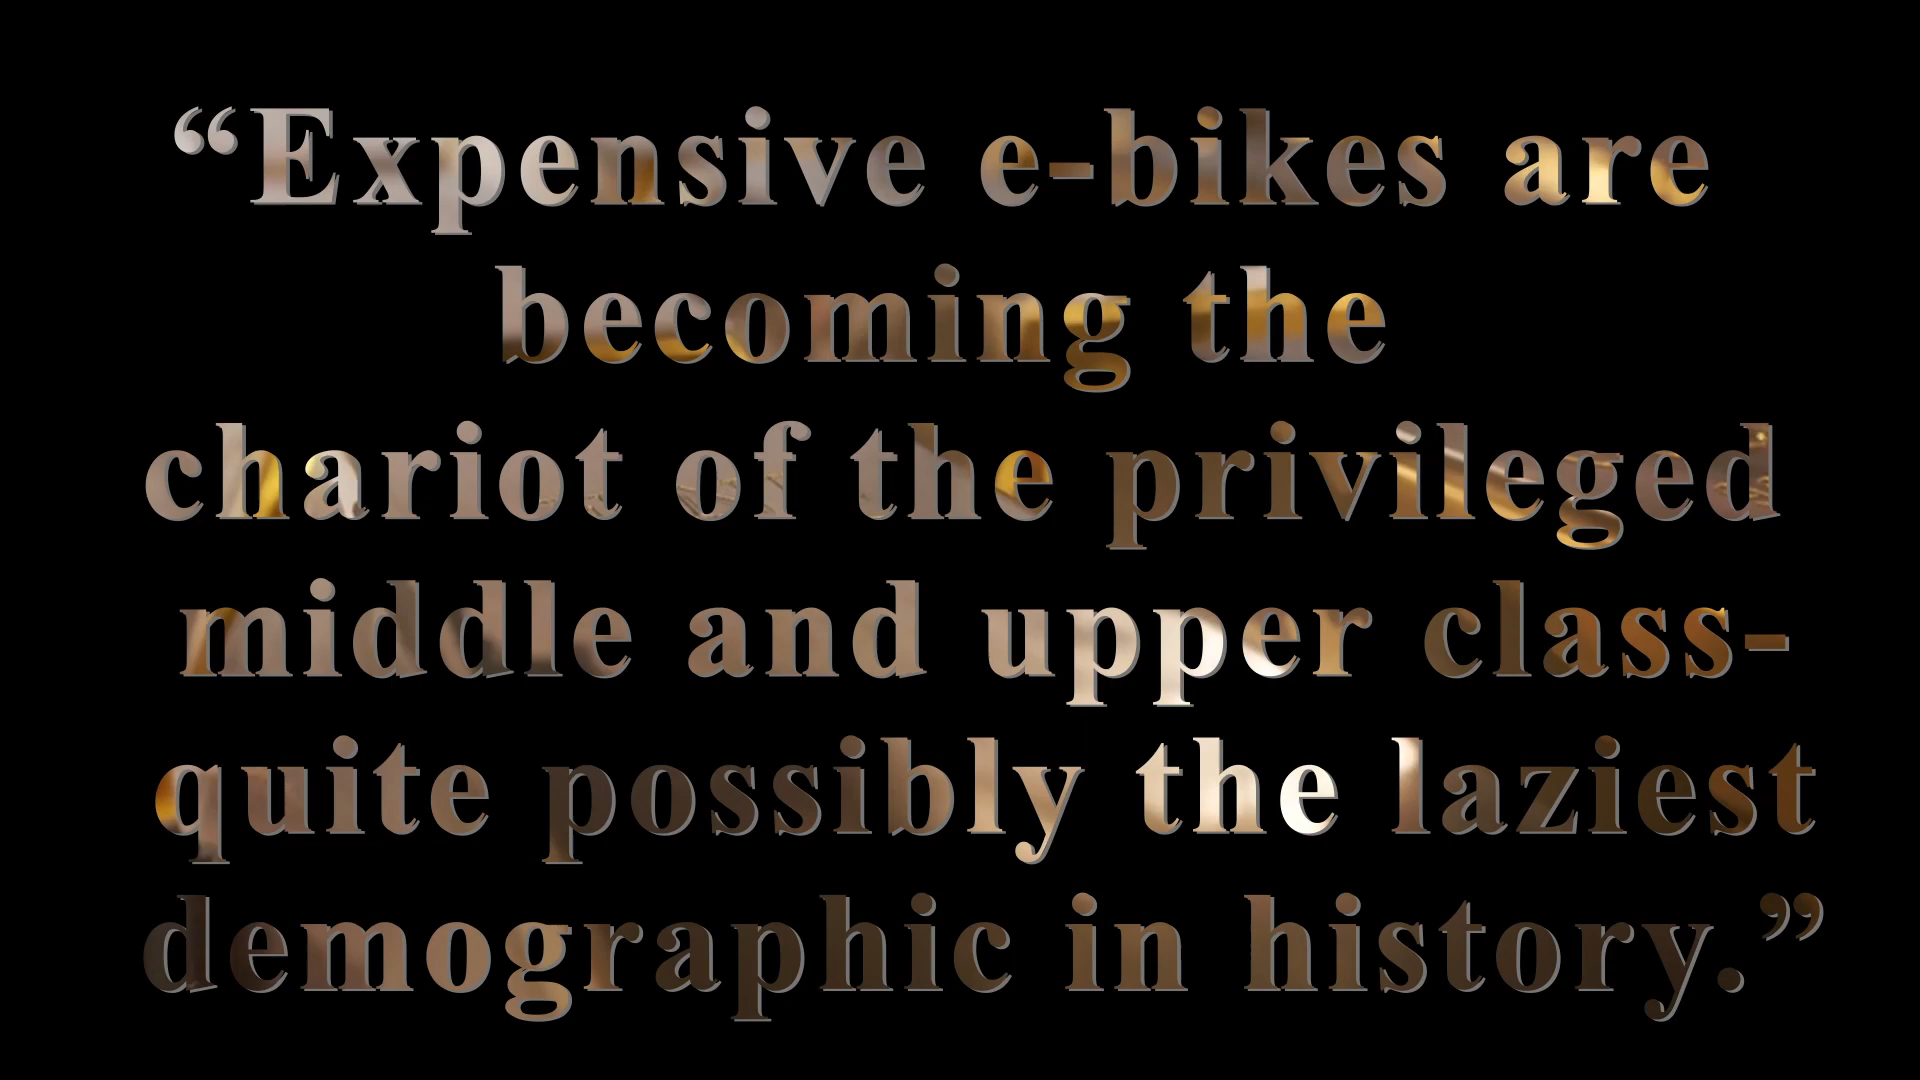 “Expensive e-bikes are
becoming the
chariot of the privileged
middle and upper class-
quite possibly the laziest
demographic in history.”